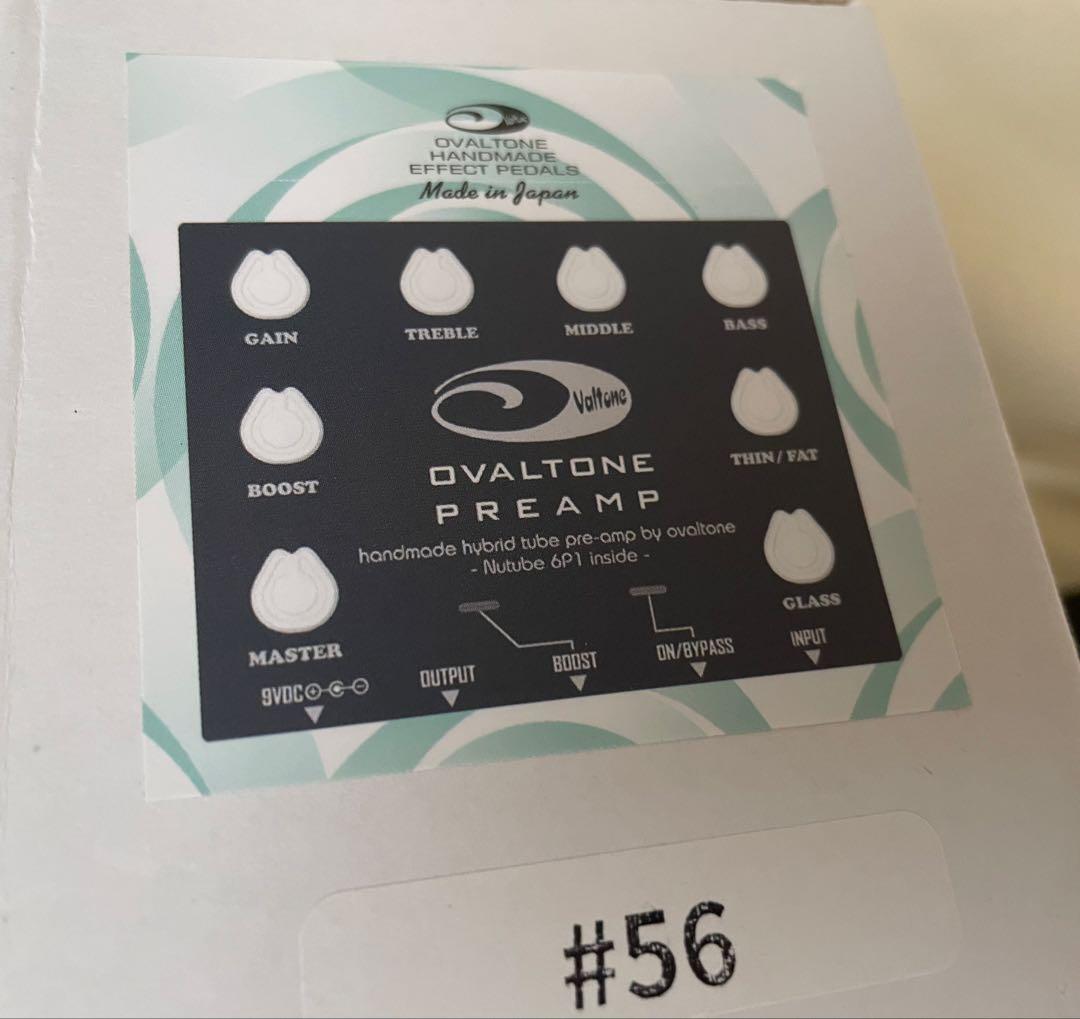 OVALTONE
HANDMADE
EFFECT PEDALS
Made in Japan
GAIN
TREBLE
MIDDLE
BASS
Valtone
BOOST
THIN/FAT
OVALTONE
PREAMP
handmade hybrid tube pre-amp by ovaltone
- Nutube 6P1 inside -
MASTER
GLASS
9VDC
OUTPUT
BOOST
ON/BYPASS
INPUT
#56